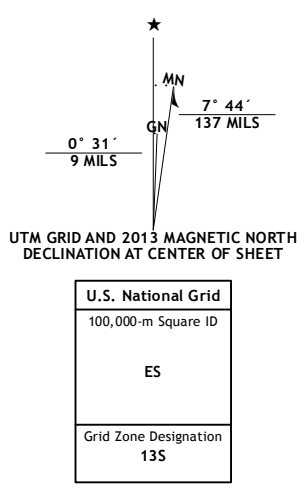 ★
MN
GN
7° 44´
137 MILS
0° 31´
9 MILS
UTM GRID AND 2013 MAGNETIC NORTH
DECLINATION AT CENTER OF SHEET
U.S. National Grid
100,000-m Square ID
ES
Grid Zone Designation
13S